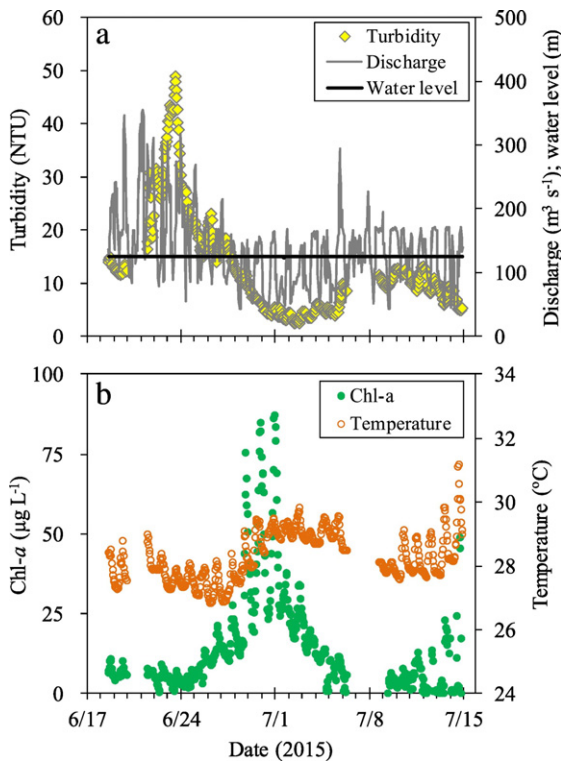 a
Turbidity
Discharge
Water level
60
50
40
30
20
10
0
Turbidity (NTU)
500
400
300
200
100
0
Discharge (m³ s⁻¹); water level (m)
b
Chl-a
Temperature
100
75
50
25
0
Chl-a (µg L⁻¹)
34
32
30
28
26
24
Temperature (°C)
6/17
6/24
7/1
7/8
7/15
Date (2015)